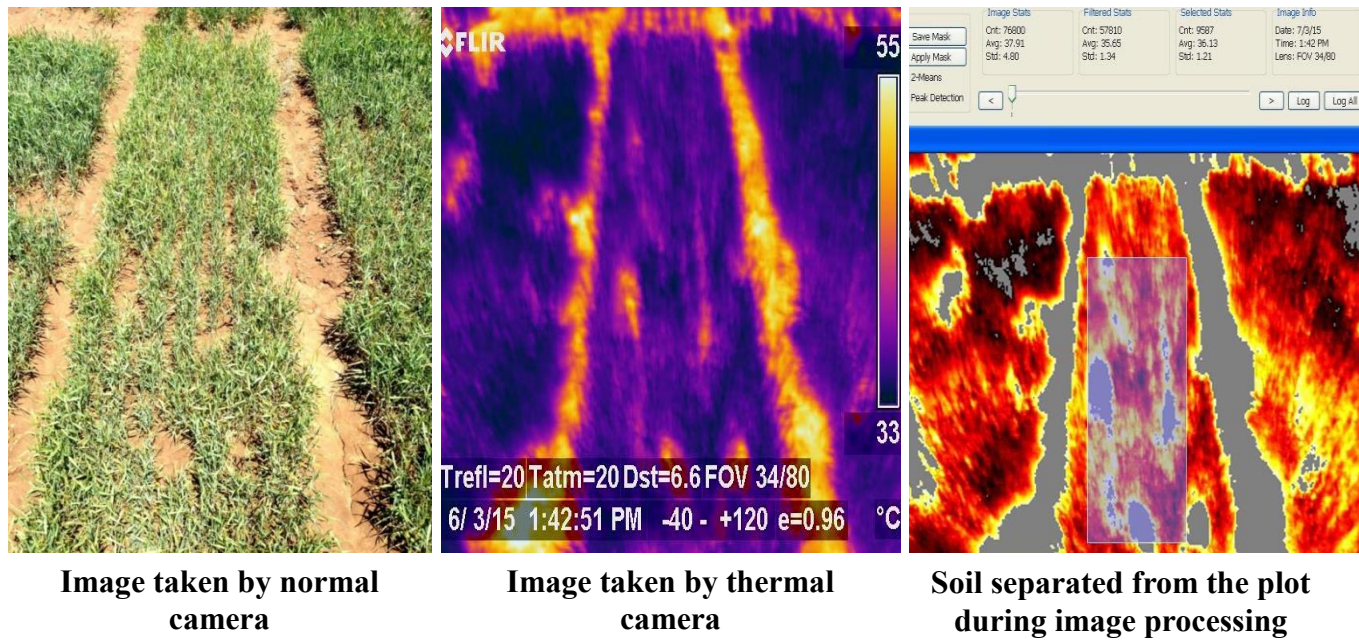 FLIR
55
33
Trefl=20 Tatm=20 Dst=6.6 FOV 34/80
6/ 3/15 1:42:51 PM -40 - +120 e=0.96 °C
Save Mask
Apply Mask
2-Means
Peak Detection
Image Stats
Cnt: 76800
Avg: 37.91
Std: 4.80
Filtered Stats
Cnt: 57810
Avg: 35.65
Std: 1.34
Selected Stats
Cnt: 9587
Avg: 36.13
Std: 1.21
Image Info
Date: 7/3/15
Time: 1:42 PM
Lens: FOV 34/80
<
>
Log
Log All
Image taken by normal
camera
Image taken by thermal
camera
Soil separated from the plot
during image processing